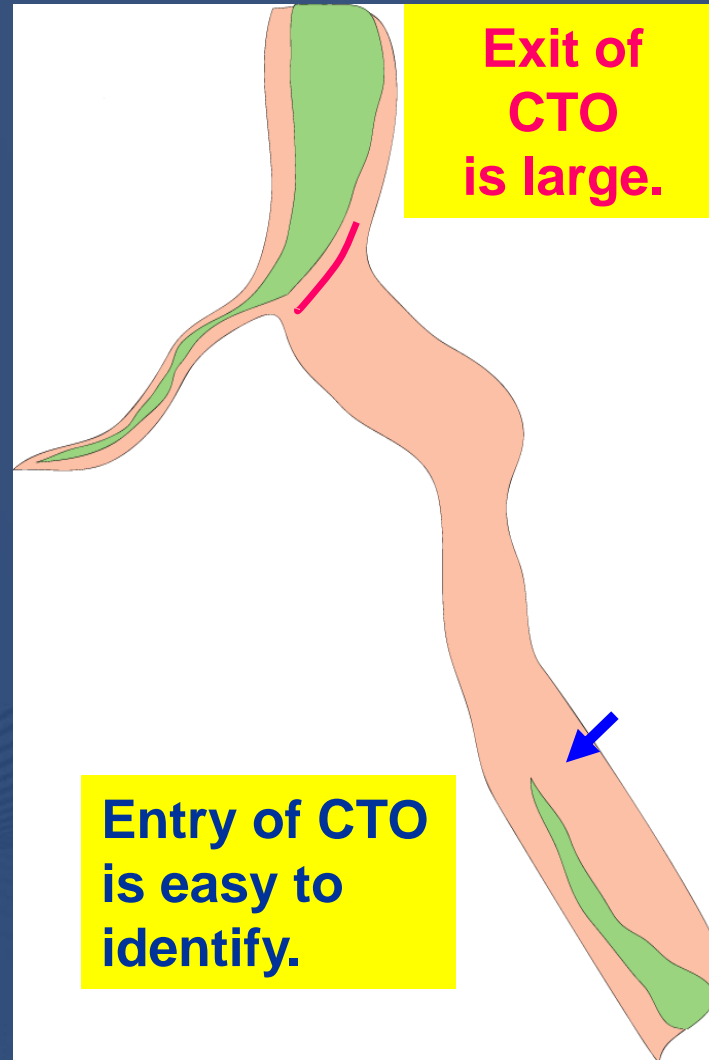 Exit of
CTO
is large.
Entry of CTO
is easy to
identify.